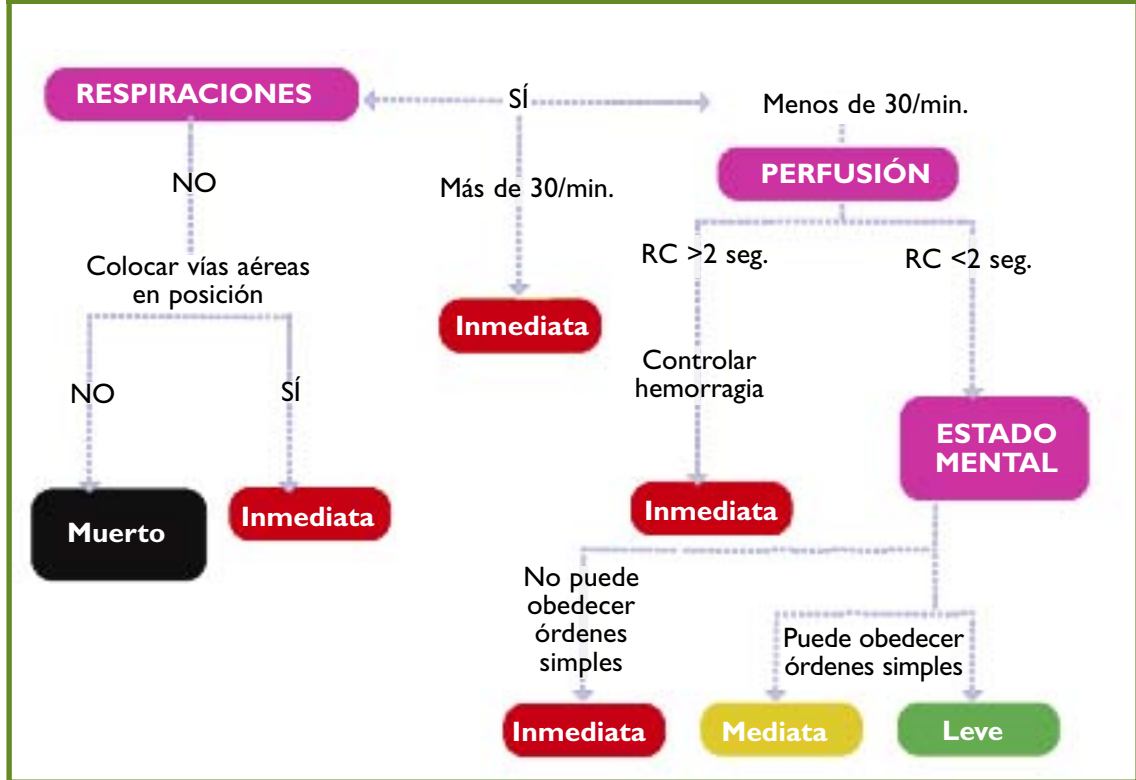 RESPIRACIONES
SÍ
Menos de 30/min.
NO
Más de 30/min.
PERFUSIÓN
Colocar vías aéreas
en posición
RC >2 seg.
RC <2 seg.
Inmediata
Controlar
hemorragia
NO
SÍ
ESTADO
MENTAL
Muerto
Inmediata
Inmediata
No puede
obedecer
órdenes
simples
Puede obedecer
órdenes simples
Inmediata
Mediata
Leve